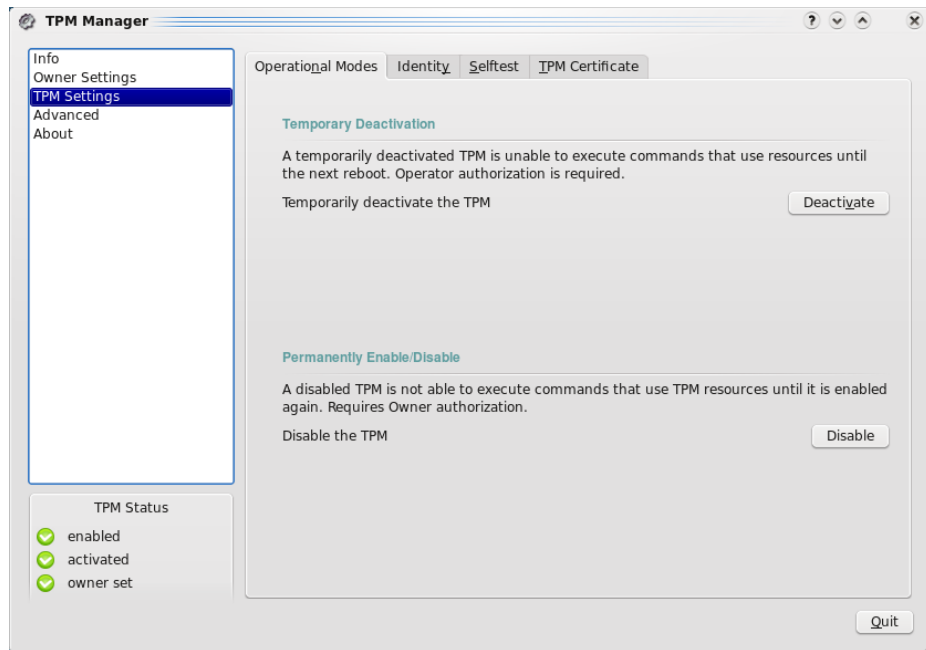 TPM Manager
Info
Owner Settings
TPM Settings
Advanced
About
Operational Modes
Identity
Selftest
TPM Certificate
Temporary Deactivation
A temporarily deactivated TPM is unable to execute commands that use resources until
the next reboot. Operator authorization is required.
Temporarily deactivate the TPM
Deactivate
Permanently Enable/Disable
A disabled TPM is not able to execute commands that use TPM resources until it is enabled
again. Requires Owner authorization.
Disable the TPM
Disable
TPM Status
enabled
activated
owner set
Quit